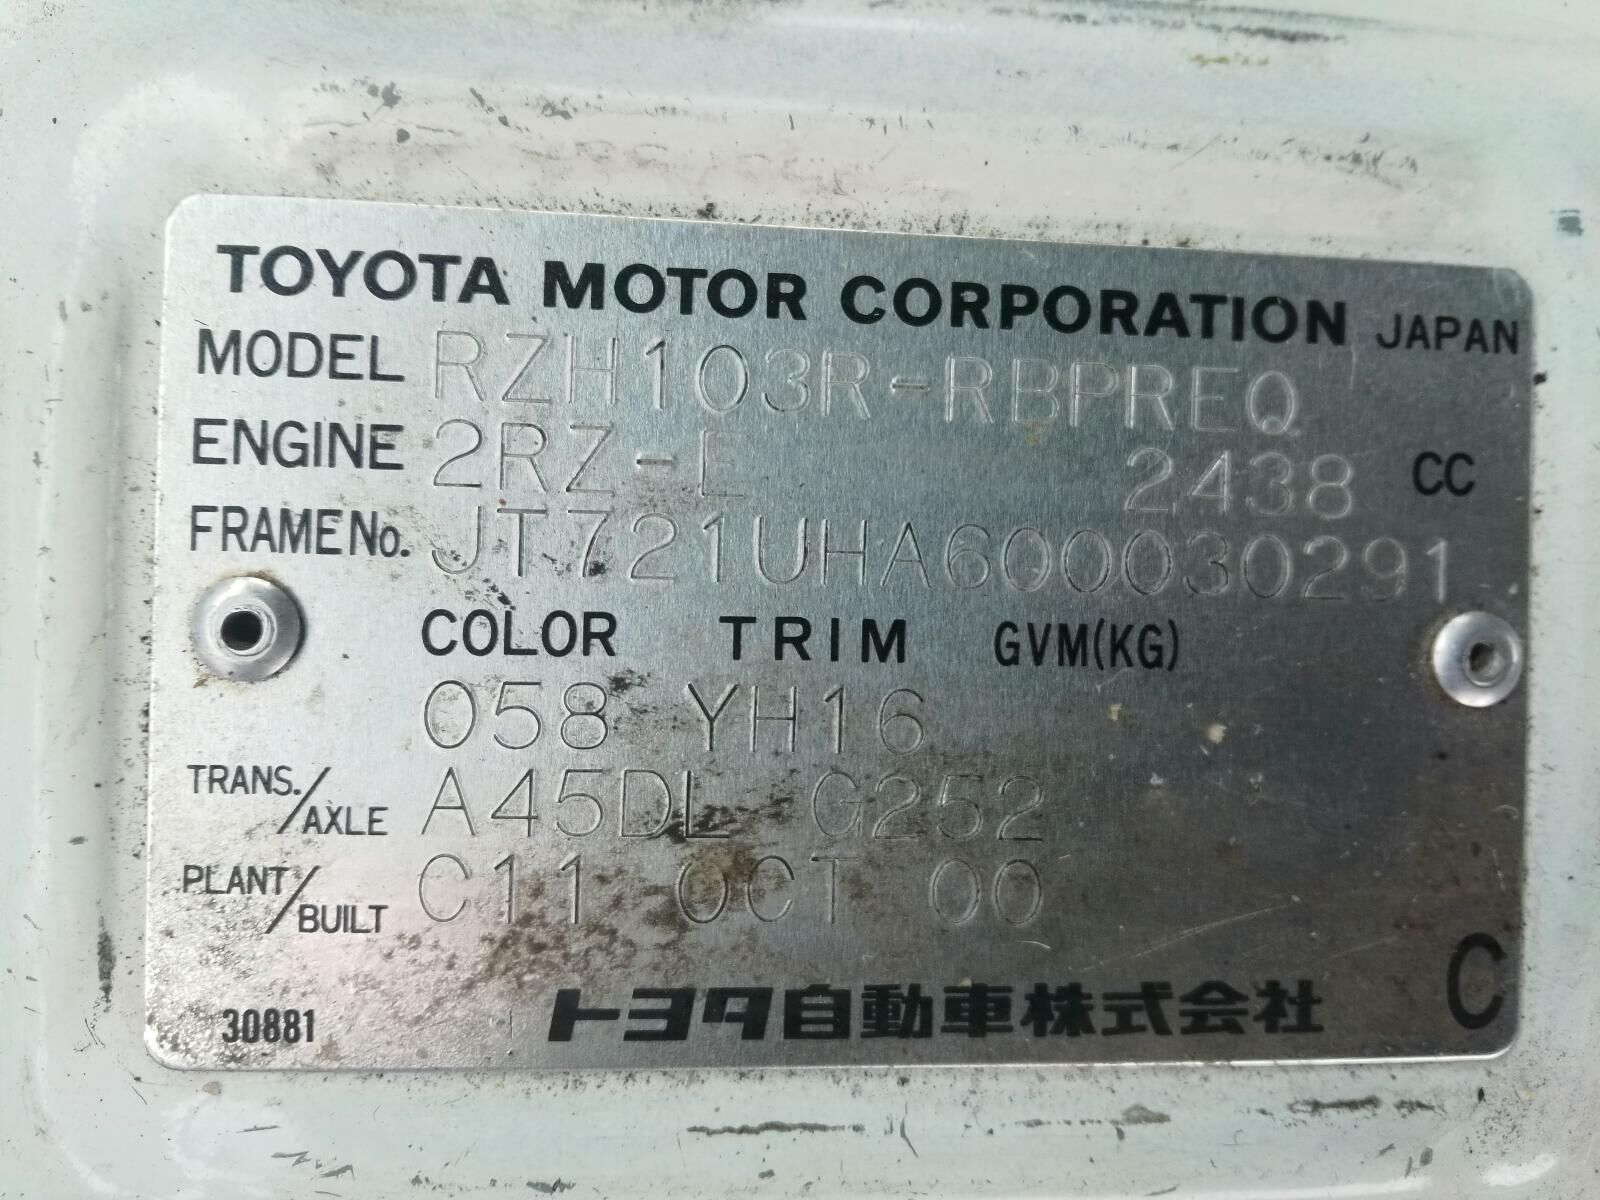 TOYOTA MOTOR CORPORATION JAPAN
MODEL RZH103R-RBPREQ
ENGINE 2RZ-E 2438 CC
FRAME No. JT721UHA600030291
COLOR TRIM GVM(KG)
058 YH16
TRANS./AXLE A45DL G252
PLANT/BUILT C11 OCT 00
30881 トヨタ自動車株式会社 C